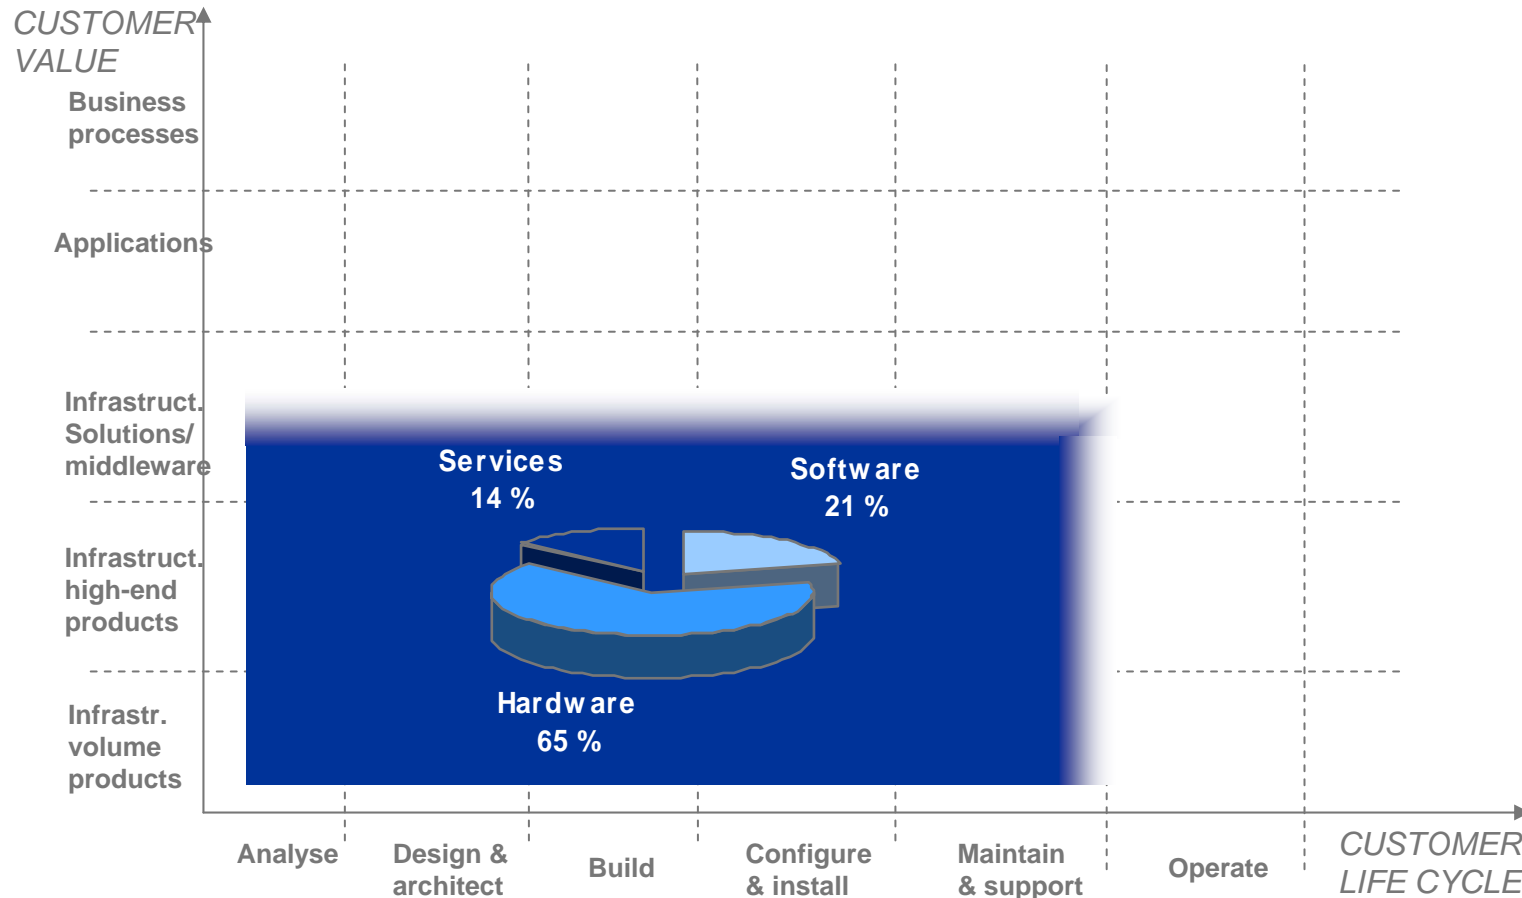 CUSTOMER
VALUE
Business
processes
Applications
Infrastruct.
Solutions/
middleware
Infrastruct.
high-end
products
Infrastr.
volume
products
Services
14 %
Software
21 %
Hardware
65 %
Analyse
Design &
architect
Build
Configure
& install
Maintain
& support
Operate
CUSTOMER
LIFE CYCLE